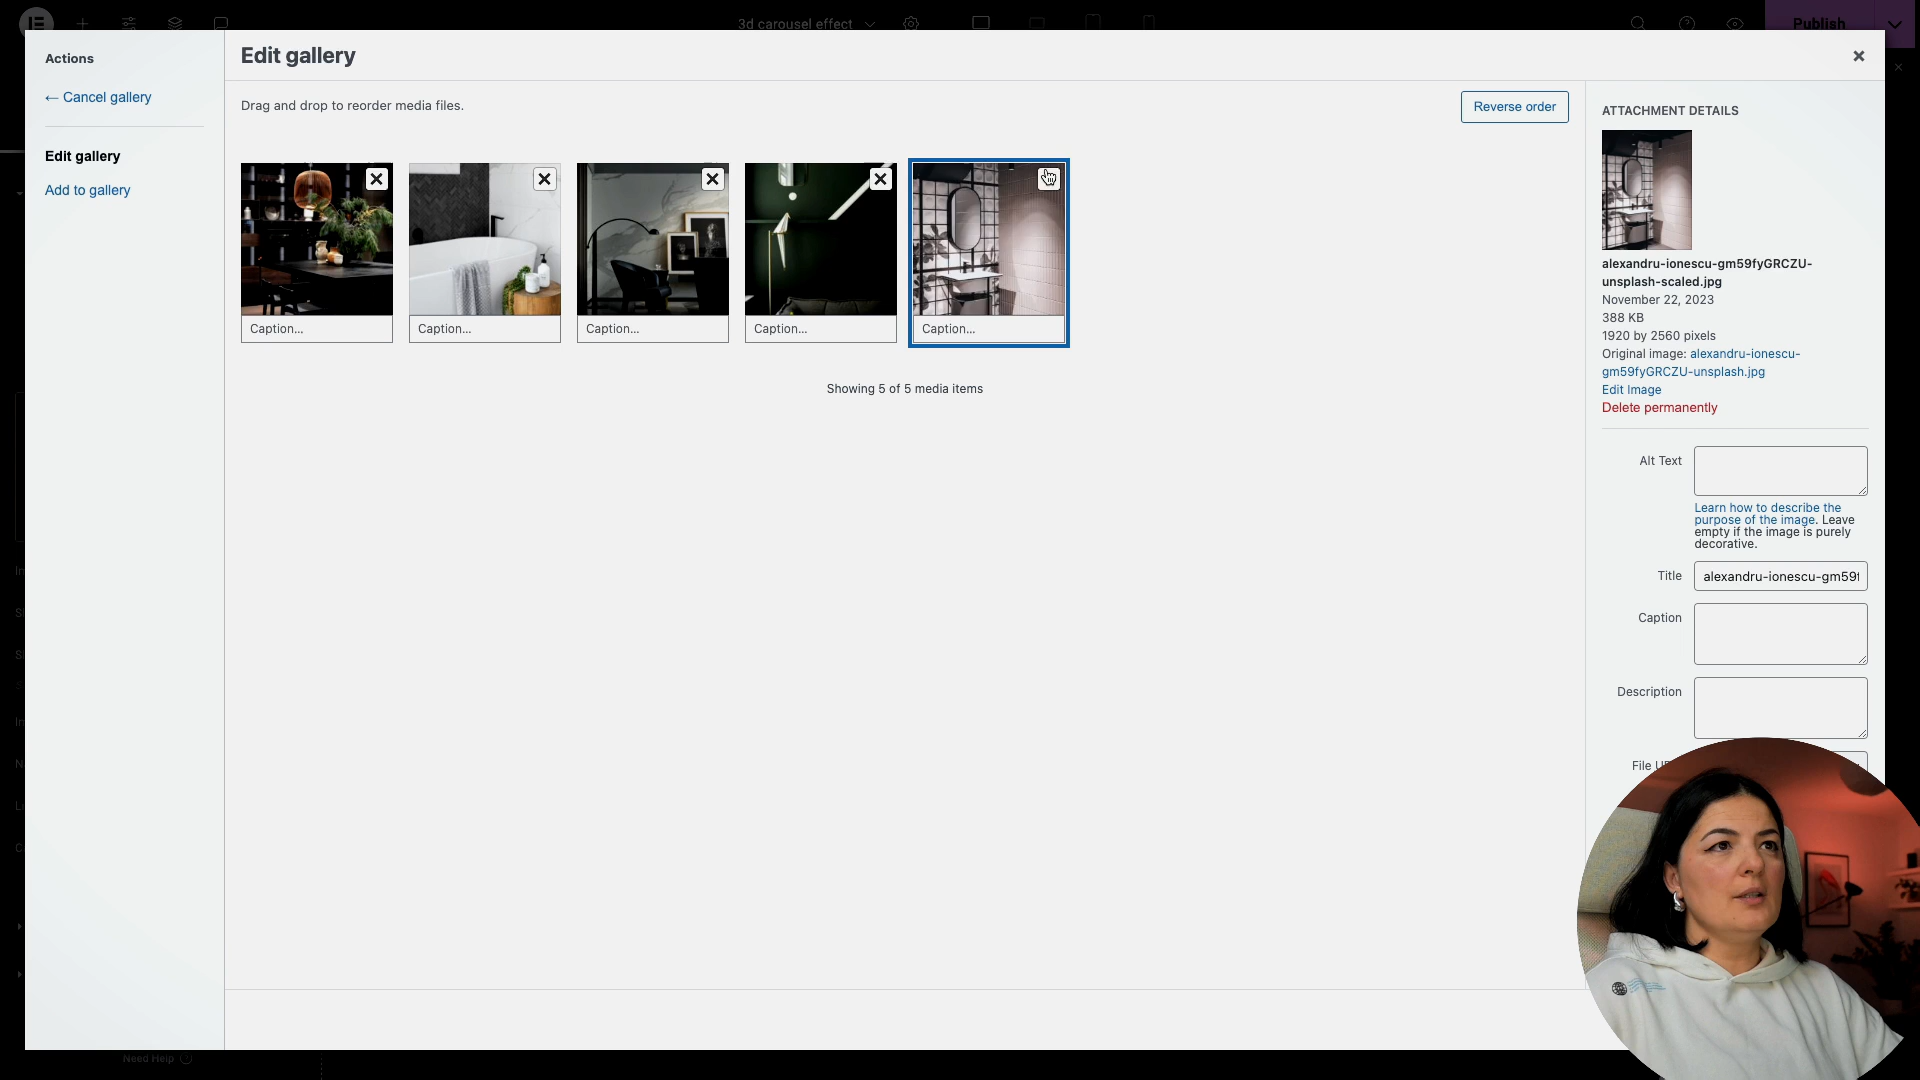 3d carousel effect
Publish
Actions
← Cancel gallery
Edit gallery
Add to gallery
Edit gallery
Drag and drop to reorder media files.
Reverse order
Caption...
Caption...
Caption...
Caption...
Caption...
Showing 5 of 5 media items
ATTACHMENT DETAILS
alexandru-ionescu-gm59fyGRCZU-
unsplash-scaled.jpg
November 22, 2023
388 KB
1920 by 2560 pixels
Original image: alexandru-ionescu-
gm59fyGRCZU-unsplash.jpg
Edit Image
Delete permanently
Alt Text
Learn how to describe the
purpose of the image. Leave
empty if the image is purely
decorative.
Title
alexandru-ionescu-gm59f
Caption
Description
File
Need Help